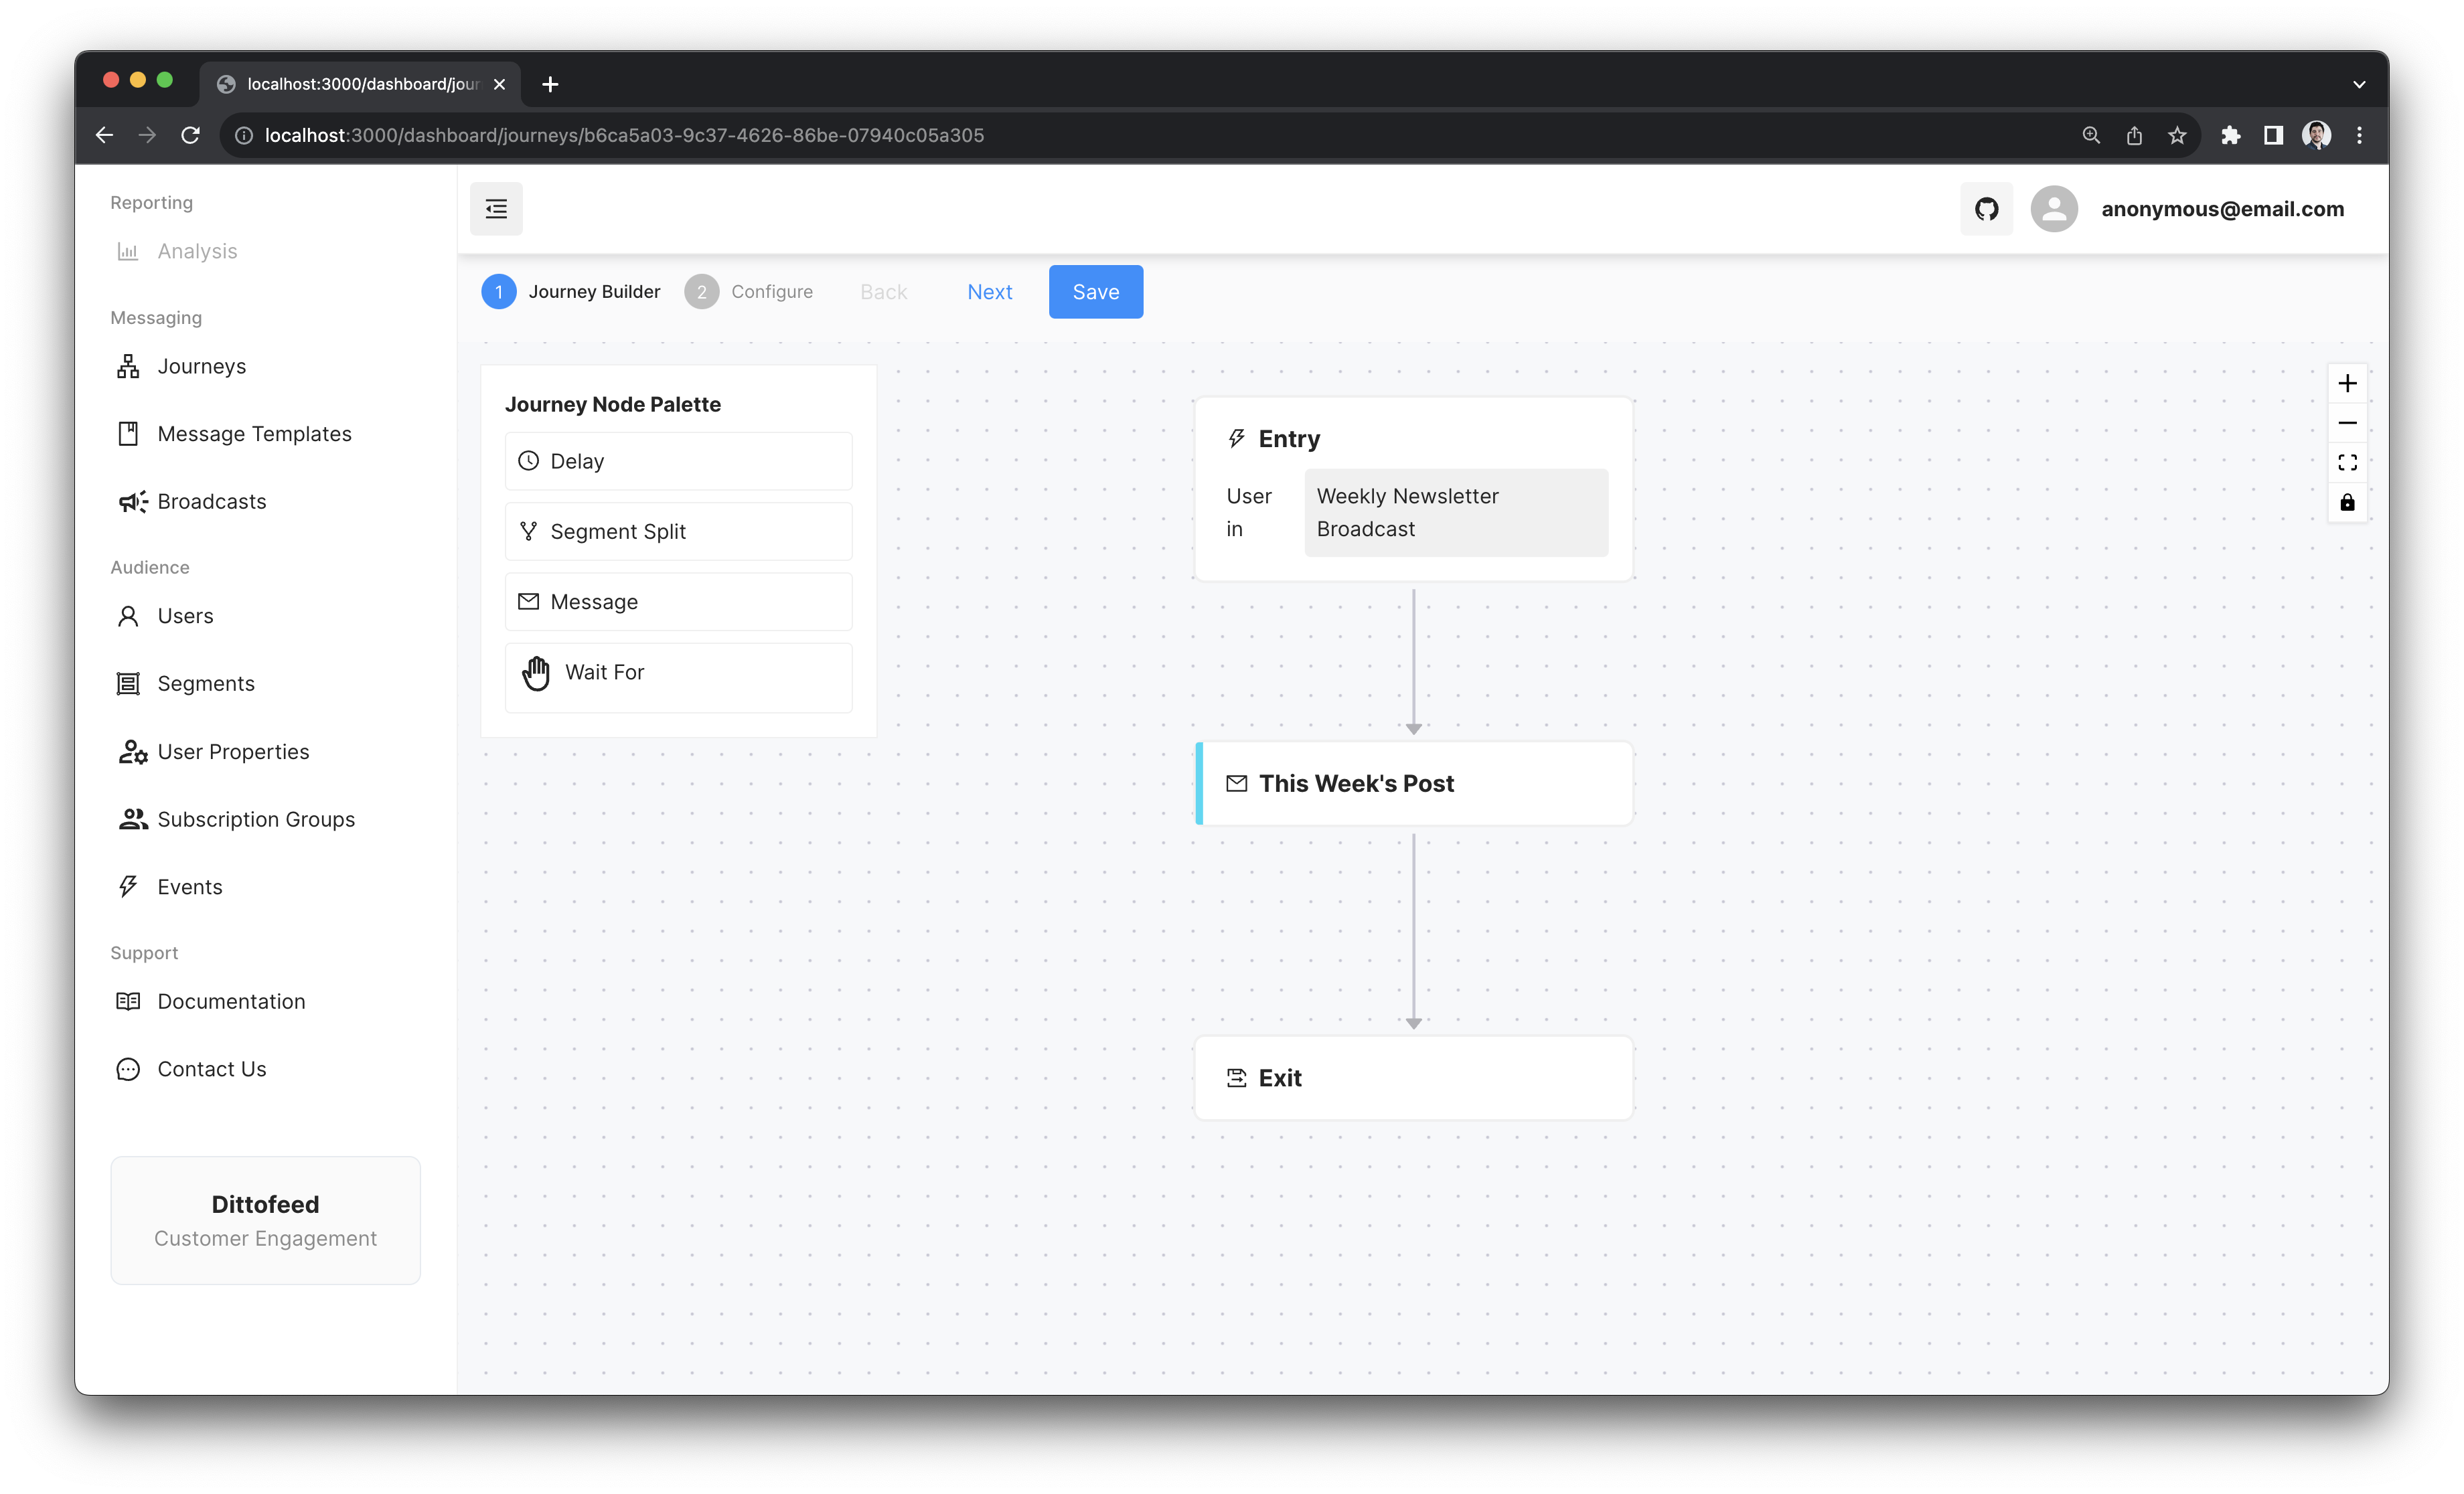 localhost:3000/dashboard/jour
localhost:3000/dashboard/journeys/b6ca5a03-9c37-4626-86be-07940c05a305
Reporting
Analysis
Messaging
Journeys
Message Templates
Broadcasts
Audience
Users
Segments
User Properties
Subscription Groups
Events
Support
Documentation
Contact Us
Dittofeed
Customer Engagement
anonymous@email.com
1 Journey Builder 2 Configure Back Next Save
Journey Node Palette
Delay
Segment Split
Message
Wait For
Entry
User in
Weekly Newsletter
Broadcast
This Week's Post
Exit